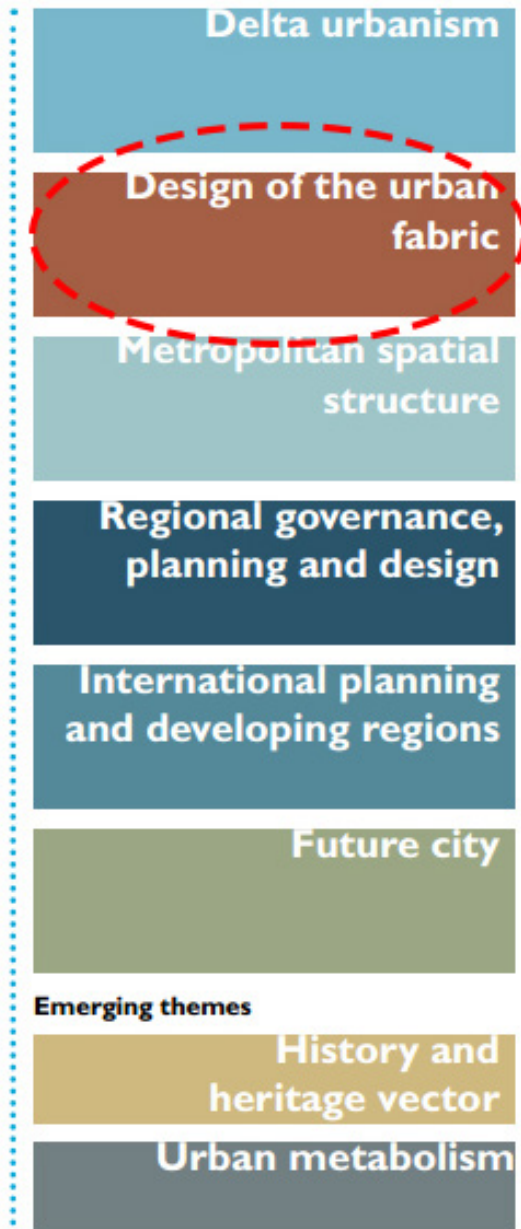 Delta urbanism
Design of the urban
fabric
Metropolitan spatial
structure
Regional governance,
planning and design
International planning
and developing regions
Future city
Emerging themes
History and
heritage vector
Urban metabolism